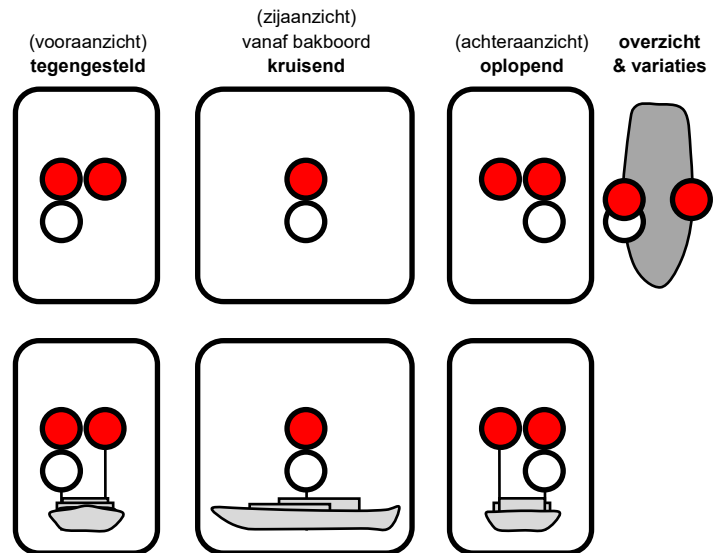 (vooraanzicht)
tegengesteld
(zijaanzicht)
vanaf bakboord
kruisend
(achteraanzicht)
oplopend
overzicht
& variaties